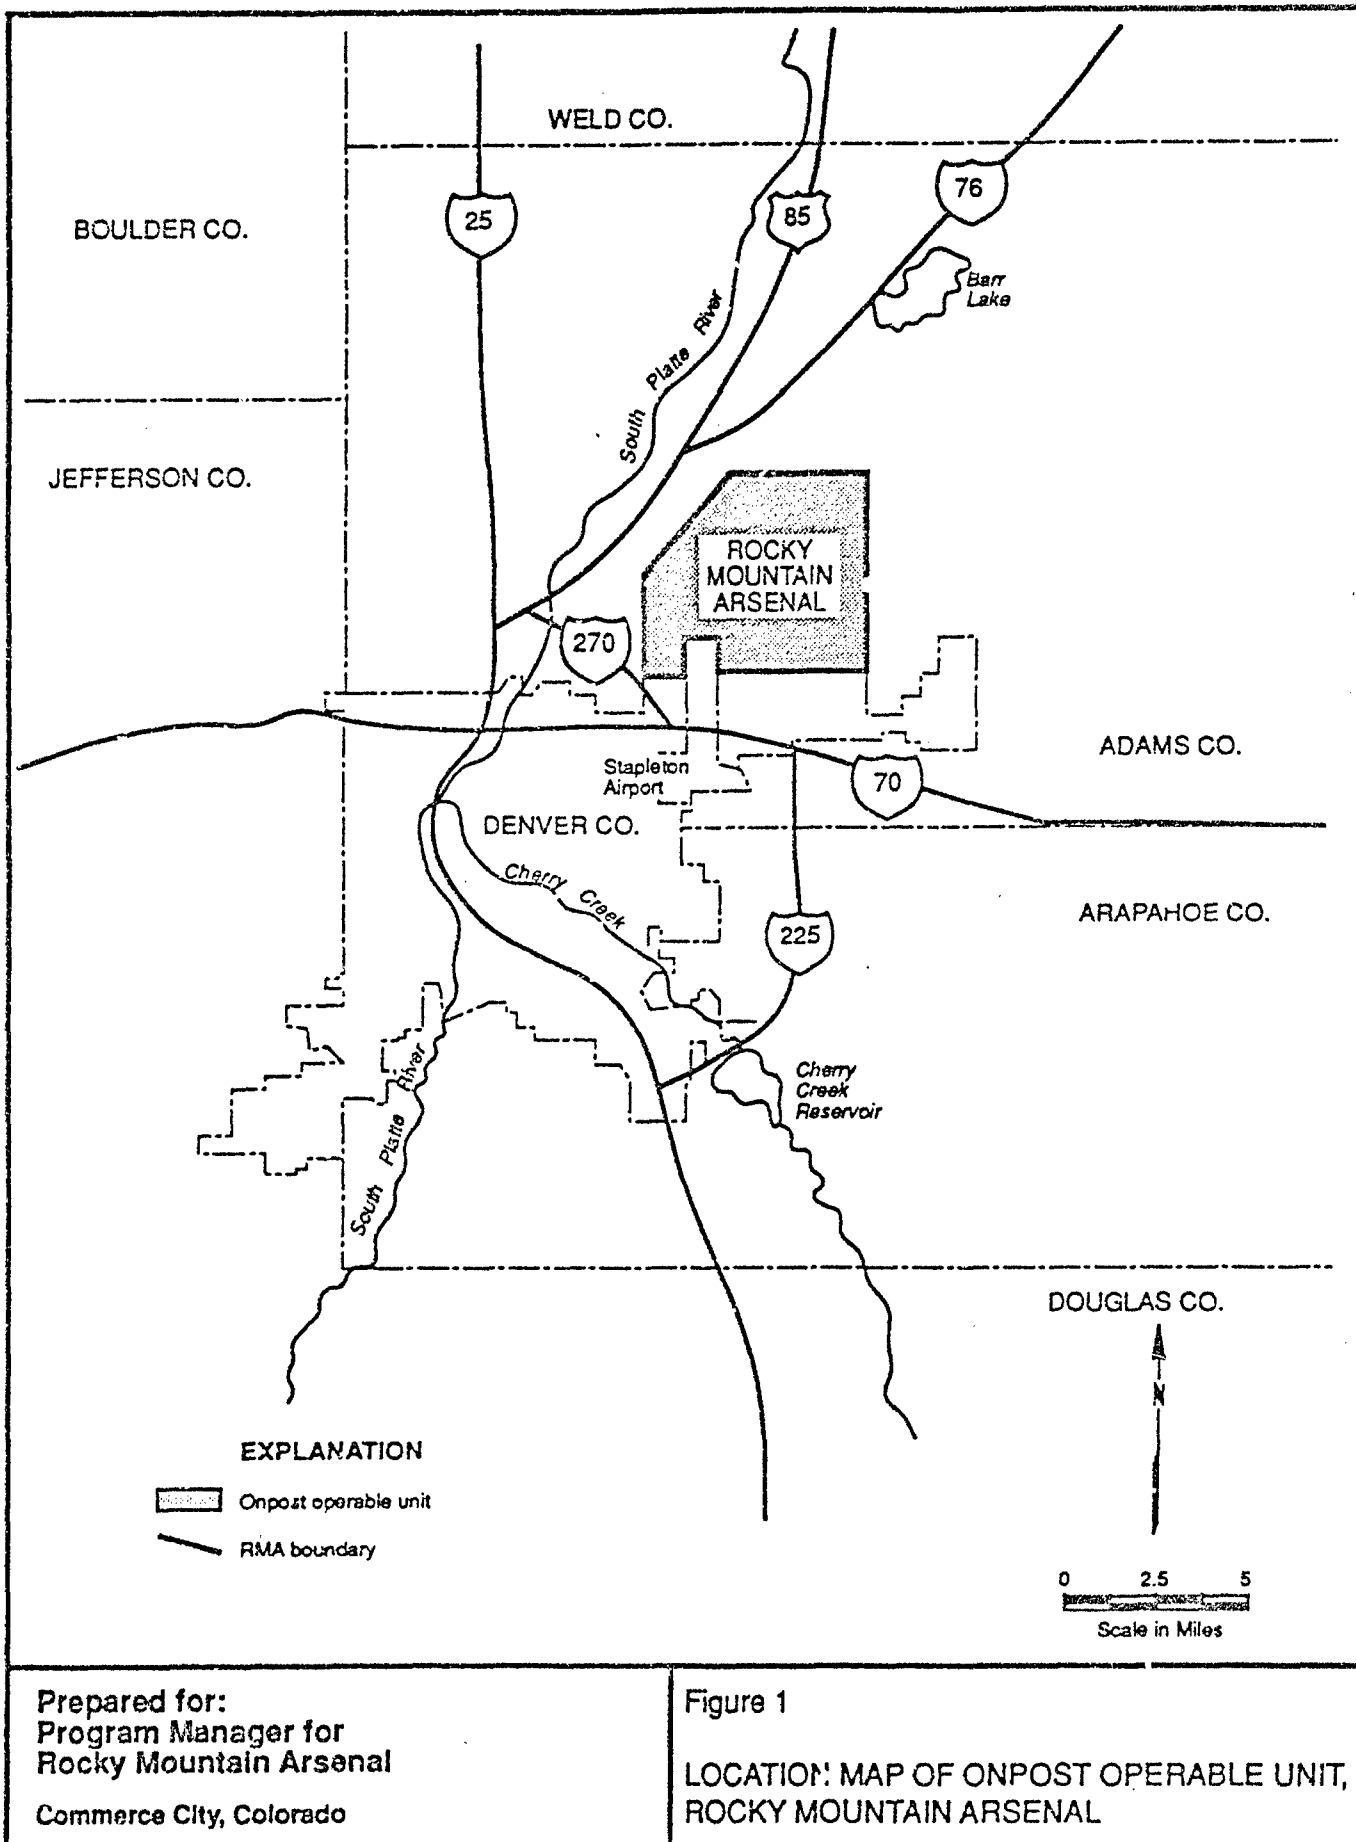 WELD CO.
BOULDER CO.
25
85
76
Barr
Lake
South Platte River
JEFFERSON CO.
ROCKY
MOUNTAIN
ARSENAL
270
ADAMS CO.
Stapleton
Airport
70
DENVER CO.
Cherry Creek
ARAPAHOE CO.
225
South Platte River
Cherry
Creek
Reservoir
DOUGLAS CO.
N
EXPLANATION
Onpost operable unit
RMA boundary
0 2.5 5
Scale in Miles
Prepared for:
Program Manager for
Rocky Mountain Arsenal
Commerce City, Colorado
Figure 1
LOCATION MAP OF ONPOST OPERABLE UNIT,
ROCKY MOUNTAIN ARSENAL